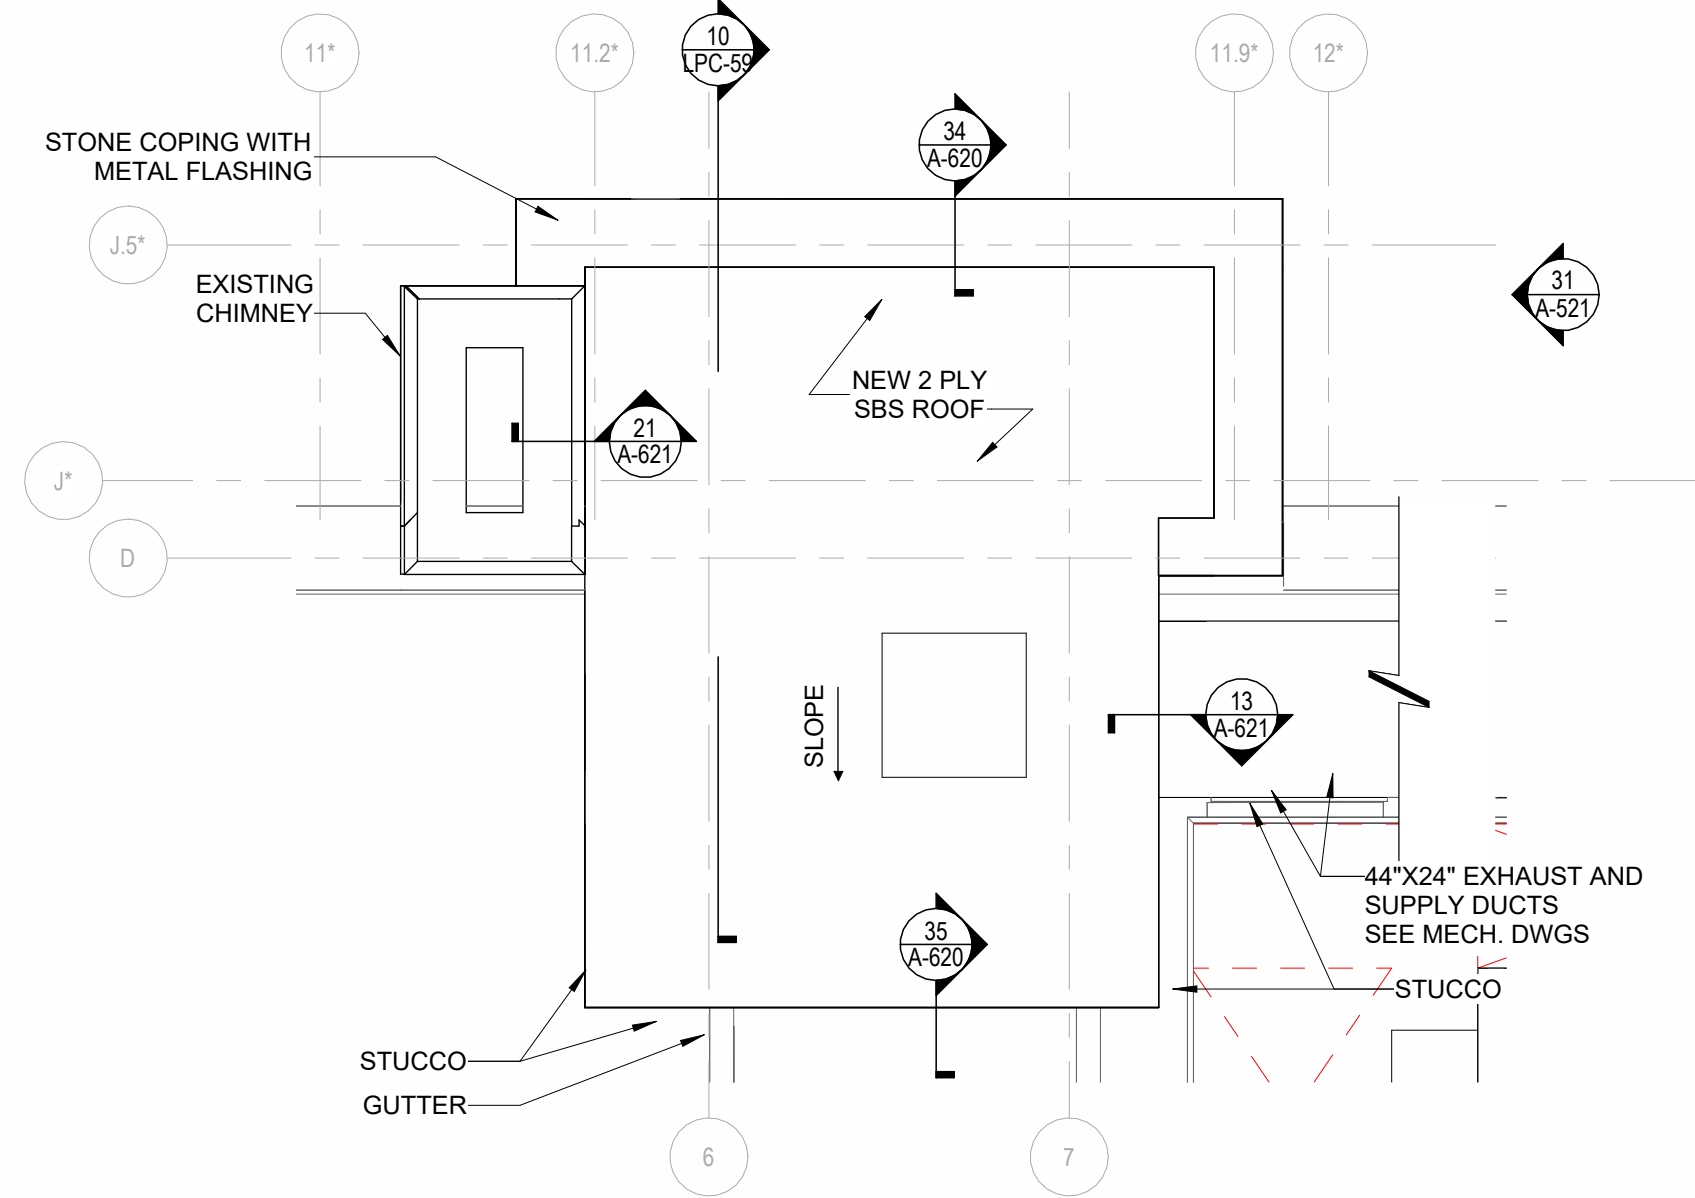 11*
11.2*
10
LPC-59
11.9*
12*
34
A-620
STONE COPING WITH
METAL FLASHING
J.5*
EXISTING
CHIMNEY
31
A-521
NEW 2 PLY
SBS ROOF
21
A-621
J*
D
SLOPE
13
A-621
44"X24" EXHAUST AND
SUPPLY DUCTS
SEE MECH. DWGS
35
A-620
STUCCO
STUCCO
GUTTER
6
7